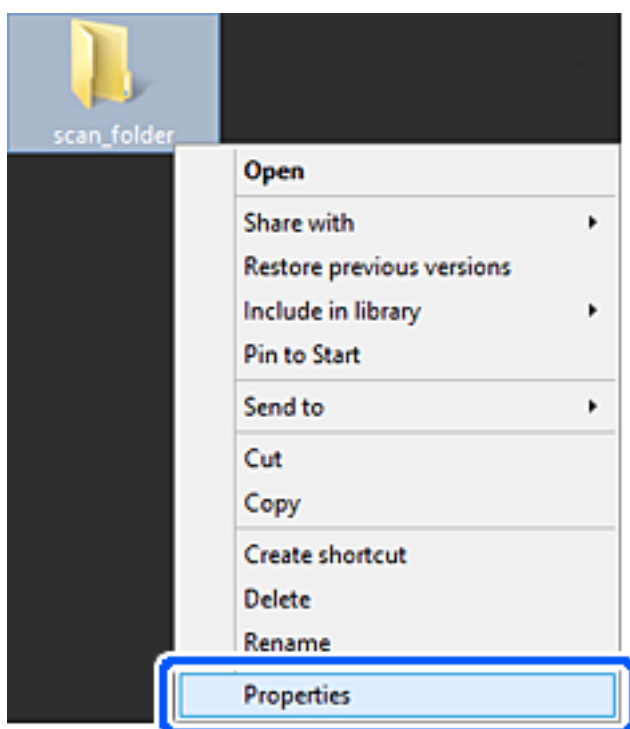 scan_folder
Open
Share with
Restore previous versions
Include in library
Pin to Start
Send to
Cut
Copy
Create shortcut
Delete
Rename
Properties